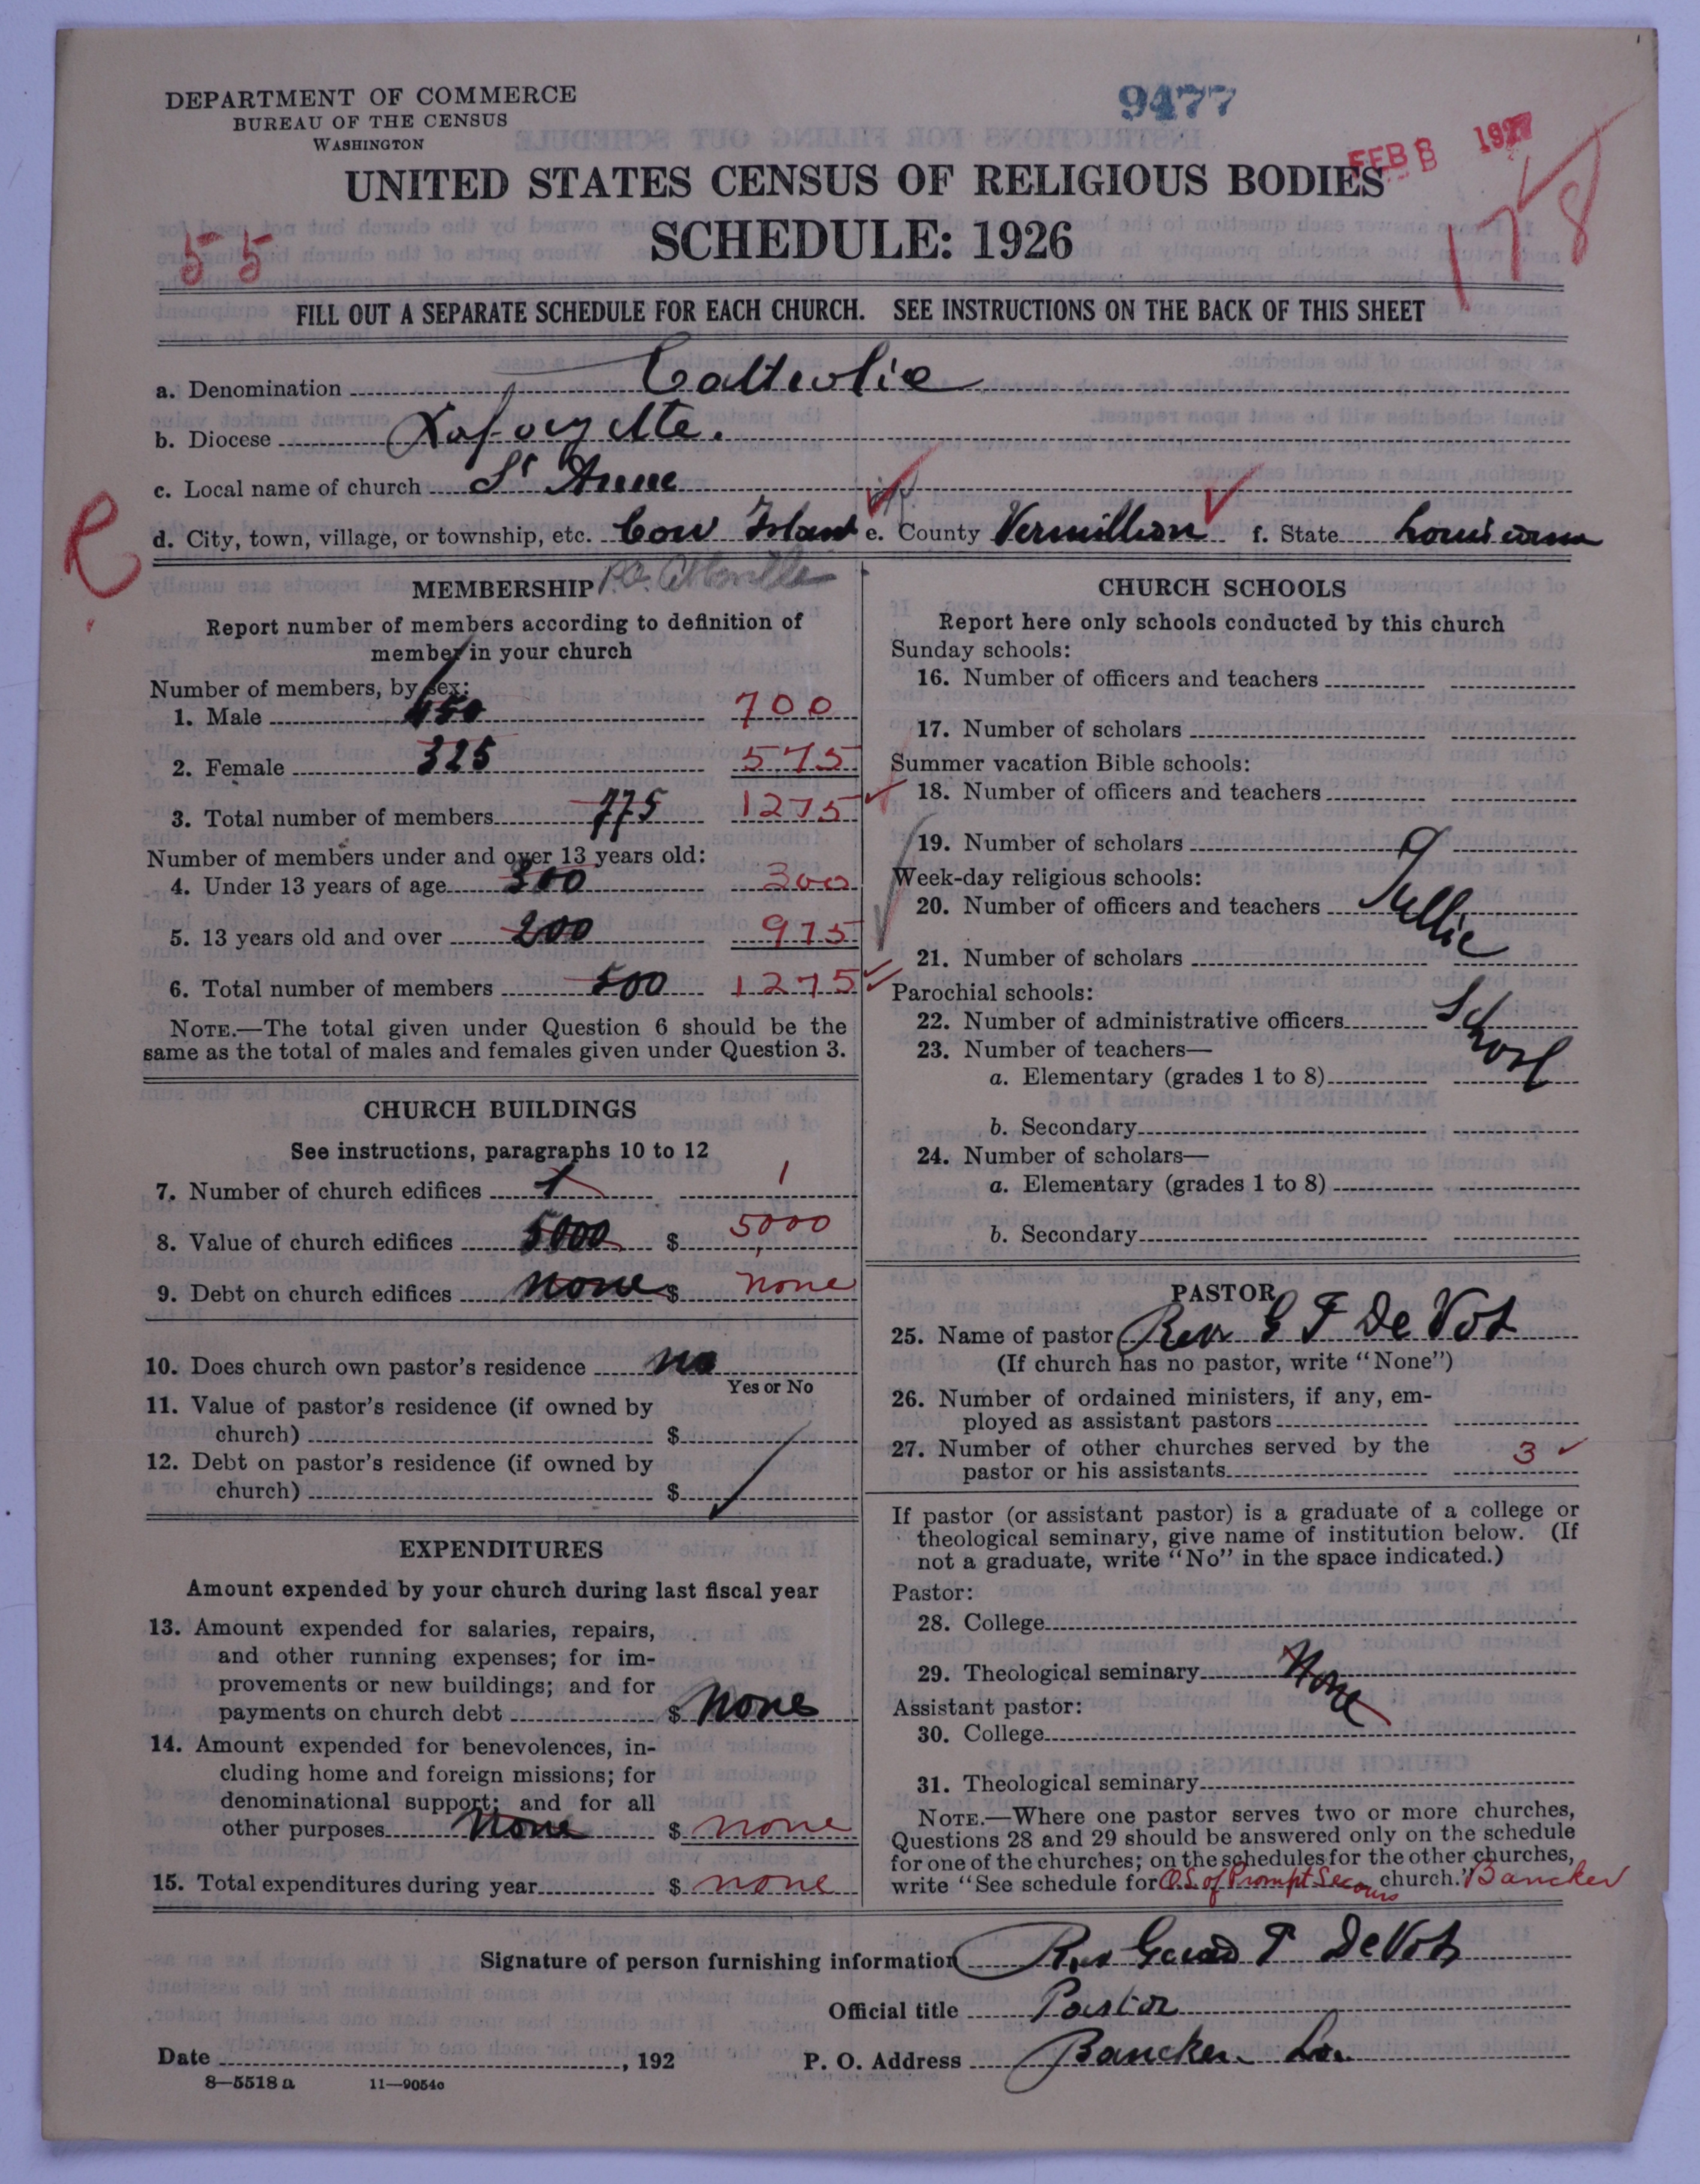 DEPARTMENT OF COMMERCE
BUREAU OF THE CENSUS
WASHINGTON
9477
FEB 8 1927
UNITED STATES CENSUS OF RELIGIOUS BODIES
SCHEDULE: 1926
55
178
FILL OUT A SEPARATE SCHEDULE FOR EACH CHURCH. SEE INSTRUCTIONS ON THE BACK OF THIS SHEET
a. Denomination Catholic
b. Diocese Lafayette.
c. Local name of church St Anne
R
d. City, town, village, or township, etc. Cow Island e. County Vermillion f. State Louisiana
MEMBERSHIP P.O.
Report number of members according to definition of
member in your church
Number of members, by sex:
1. Male 450 700
2. Female 325 575
3. Total number of members 775 1275
Number of members under and over 13 years old:
4. Under 13 years of age 300 300
5. 13 years old and over 200 975
6. Total number of members 500 1275
NOTE.—The total given under Question 6 should be the
same as the total of males and females given under Question 3.
CHURCH BUILDINGS
See instructions, paragraphs 10 to 12
7. Number of church edifices 1 1
8. Value of church edifices 5000 $ 5000
9. Debt on church edifices none $ none
10. Does church own pastor's residence no
Yes or No
11. Value of pastor's residence (if owned by
church) $
12. Debt on pastor's residence (if owned by
church) $
EXPENDITURES
Amount expended by your church during last fiscal year
13. Amount expended for salaries, repairs,
and other running expenses; for im-
provements or new buildings; and for
payments on church debt $ none
14. Amount expended for benevolences, in-
cluding home and foreign missions; for
denominational support; and for all
other purposes none $ none
15. Total expenditures during year $ none
CHURCH SCHOOLS
Report here only schools conducted by this church
Sunday schools:
16. Number of officers and teachers
17. Number of scholars
Summer vacation Bible schools:
18. Number of officers and teachers
19. Number of scholars
Week-day religious schools:
20. Number of officers and teachers
21. Number of scholars
Parochial schools:
22. Number of administrative officers School
23. Number of teachers—
a. Elementary (grades 1 to 8)
b. Secondary
24. Number of scholars—
a. Elementary (grades 1 to 8)
b. Secondary
PASTOR
25. Name of pastor Rev G F De Vos
(If church has no pastor, write "None")
26. Number of ordained ministers, if any, em-
ployed as assistant pastors
27. Number of other churches served by the
pastor or his assistants 3
If pastor (or assistant pastor) is a graduate of a college or
theological seminary, give name of institution below. (If
not a graduate, write "No" in the space indicated.)
Pastor:
28. College
29. Theological seminary None
Assistant pastor:
30. College
31. Theological seminary
NOTE.—Where one pastor serves two or more churches,
Questions 28 and 29 should be answered only on the schedule
for one of the churches; on the schedules for the other churches,
write "See schedule for O.L. of Prompt Secours church." Bancker
Signature of person furnishing information Rev Gerard F DeVos
Official title Pastor
Date , 192
P. O. Address Bancker La.
8—5518 a 11—9054c